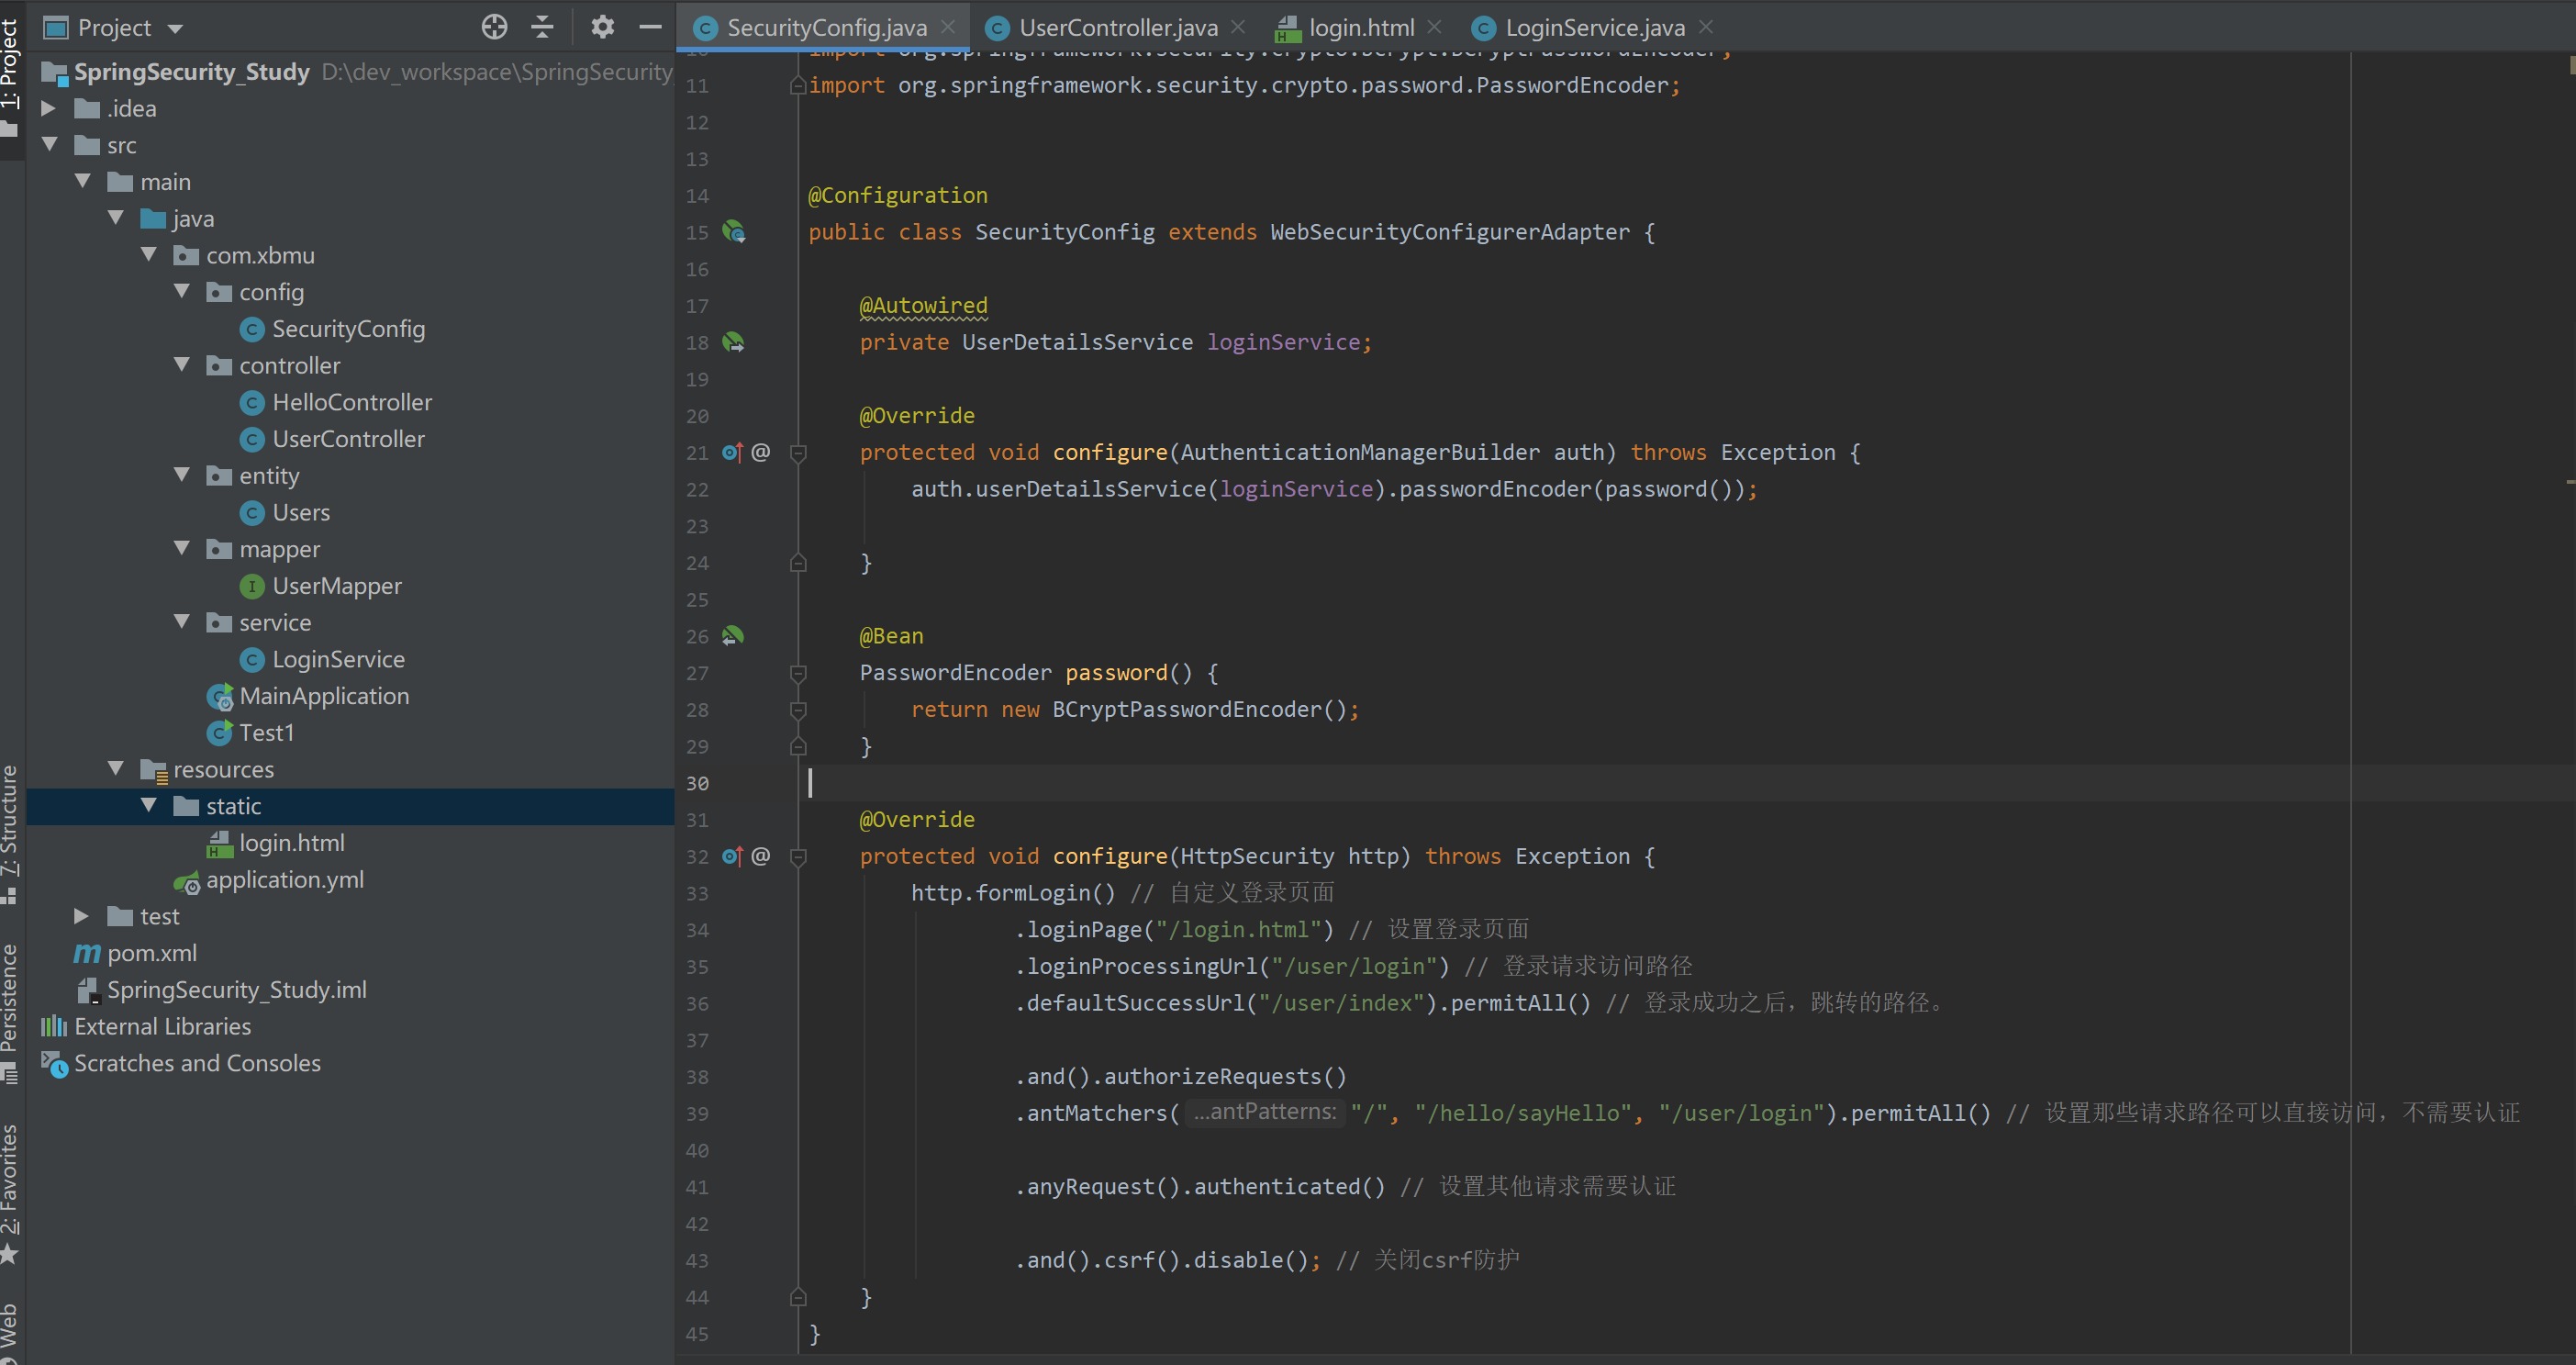 Project
SecurityConfig.java
UserController.java
login.html
LoginService.java
1: Project
7: Structure
Persistence
2: Favorites
Web
SpringSecurity_Study D:\dev_workspace\SpringSecurity_
.idea
src
main
java
com.xbmu
config
SecurityConfig
controller
HelloController
UserController
entity
Users
mapper
UserMapper
service
LoginService
MainApplication
Test1
resources
static
login.html
application.yml
test
pom.xml
SpringSecurity_Study.iml
External Libraries
Scratches and Consoles
10 import org.springframework.security.crypto.bcrypt.BCryptPasswordEncoder;
11 import org.springframework.security.crypto.password.PasswordEncoder;
12
13
14 @Configuration
15 public class SecurityConfig extends WebSecurityConfigurerAdapter {
16
17 @Autowired
18 private UserDetailsService loginService;
19
20 @Override
21 @ protected void configure(AuthenticationManagerBuilder auth) throws Exception {
22 auth.userDetailsService(loginService).passwordEncoder(password());
23
24 }
25
26 @Bean
27 PasswordEncoder password() {
28 return new BCryptPasswordEncoder();
29 }
30
31 @Override
32 @ protected void configure(HttpSecurity http) throws Exception {
33 http.formLogin() // 自定义登录页面
34 .loginPage("/login.html") // 设置登录页面
35 .loginProcessingUrl("/user/login") // 登录请求访问路径
36 .defaultSuccessUrl("/user/index").permitAll() // 登录成功之后，跳转的路径。
37
38 .and().authorizeRequests()
39 .antMatchers( ...antPatterns: "/", "/hello/sayHello", "/user/login").permitAll() // 设置那些请求路径可以直接访问，不需要认证
40
41 .anyRequest().authenticated() // 设置其他请求需要认证
42
43 .and().csrf().disable(); // 关闭csrf防护
44 }
45 }